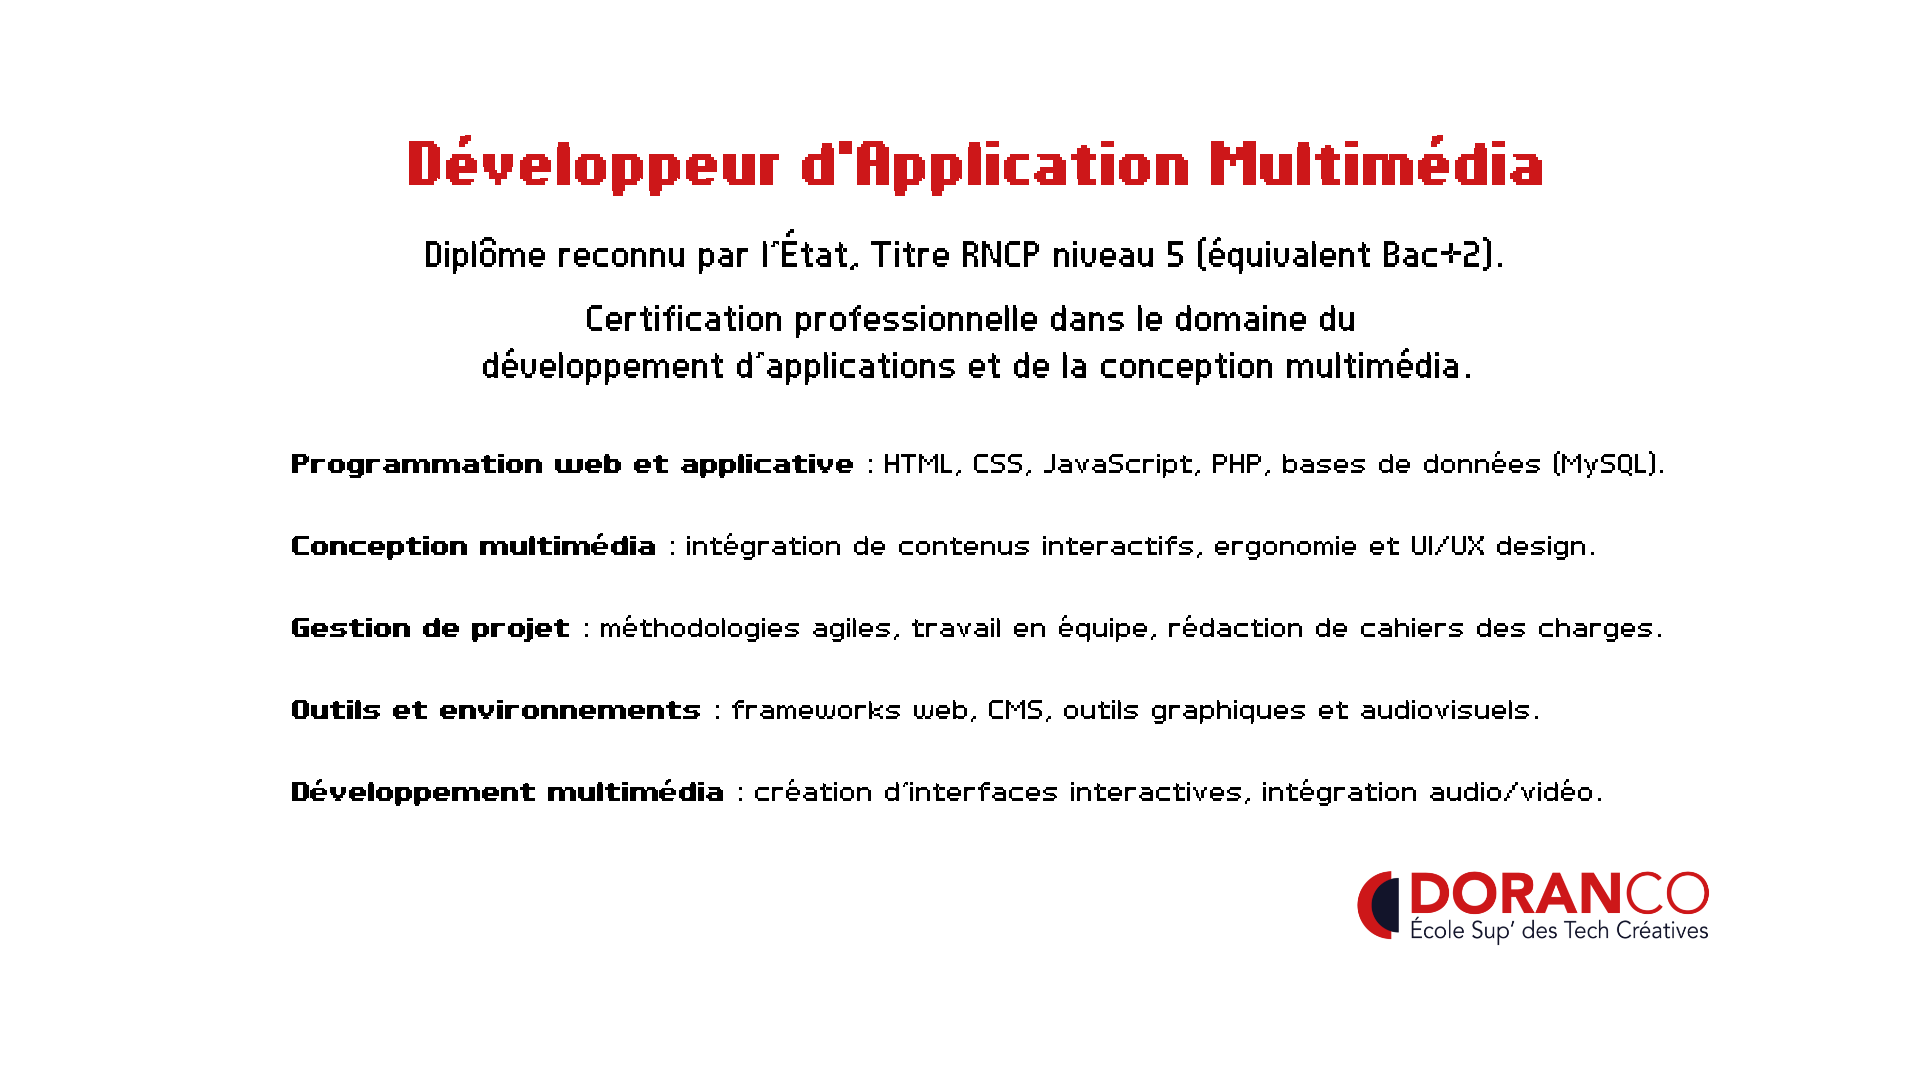 Développeur d'Application Multimédia
Diplôme reconnu par l'État, Titre RNCP niveau 5 (équivalent Bac+2).
Certification professionnelle dans le domaine du
développement d'applications et de la conception multimédia.
Programmation web et applicative : HTML, CSS, JavaScript, PHP, bases de données (MySQL).
Conception multimédia : intégration de contenus interactifs, ergonomie et UI/UX design.
Gestion de projet : méthodologies agiles, travail en équipe, rédaction de cahiers des charges.
Outils et environnements : frameworks web, CMS, outils graphiques et audiovisuels.
Développement multimédia : création d'interfaces interactives, intégration audio/vidéo.
DORANCO
École Sup' des Tech Créatives